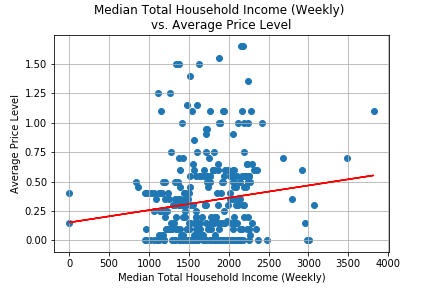 Median Total Household Income (Weekly)
vs. Average Price Level
Average Price Level
1.50
1.25
1.00
0.75
0.50
0.25
0.00
0 500 1000 1500 2000 2500 3000 3500 4000
Median Total Household Income (Weekly)